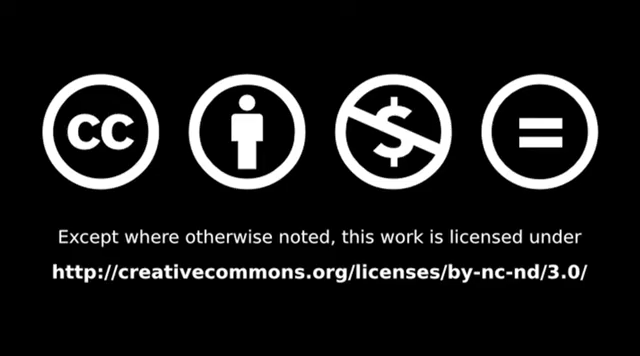 cc
$
=
Except where otherwise noted, this work is licensed under
http://creativecommons.org/licenses/by-nc-nd/3.0/